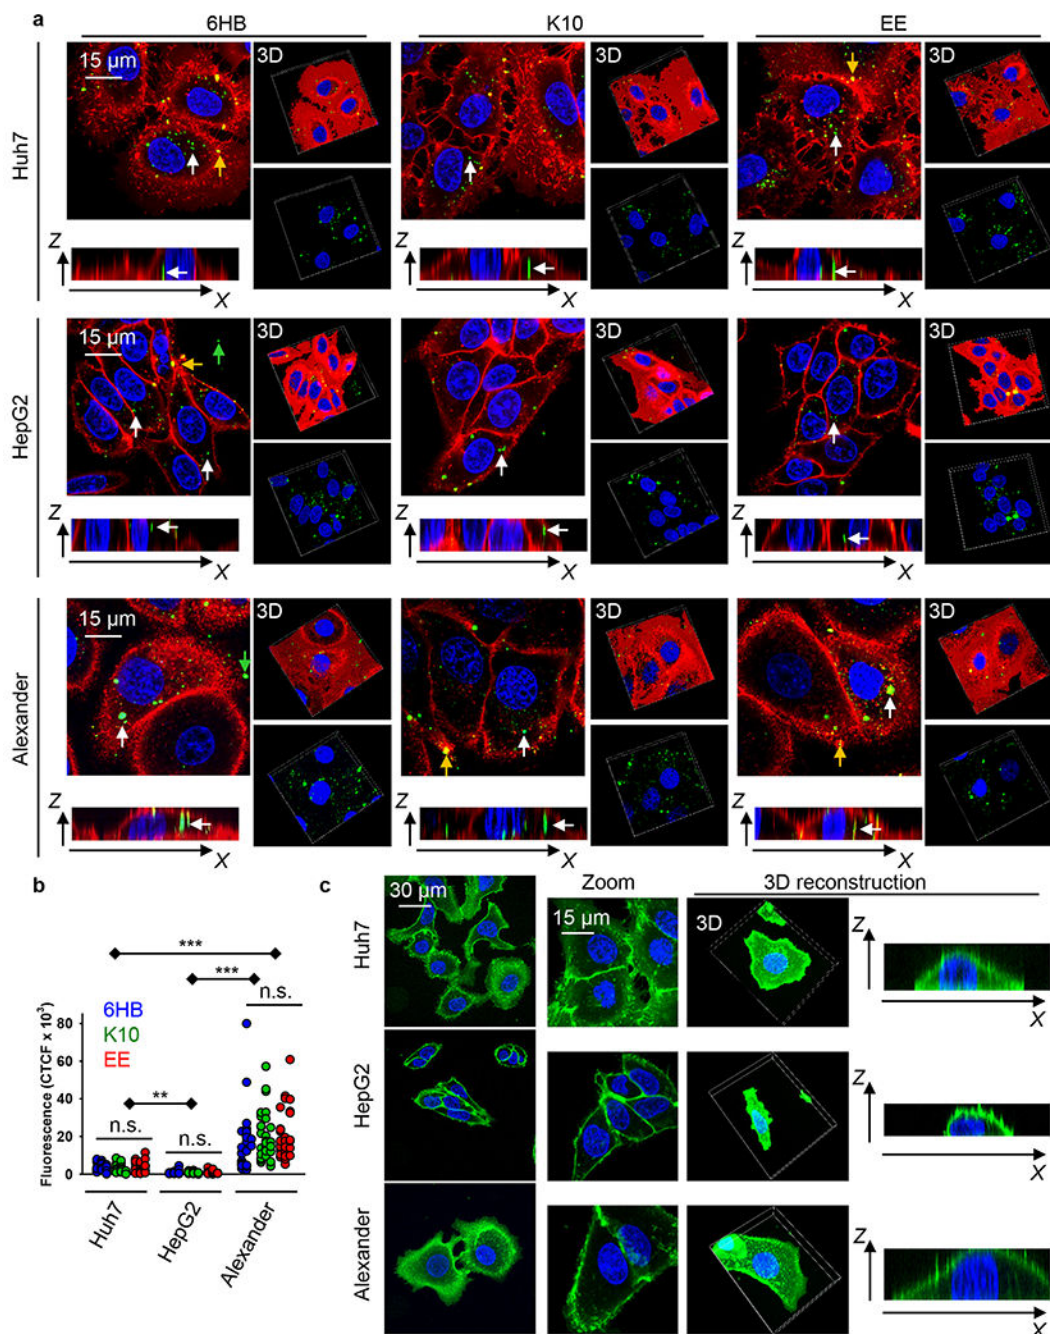 a
6HB K10 EE
Huh7
15 µm 3D 3D 3D
Z Z Z
X X X
HepG2
15 µm 3D 3D 3D
Z Z Z
X X X
Alexander
15 µm 3D 3D 3D
Z Z Z
X X X
b
***
***
n.s.
6HB
K10
EE
**
n.s. n.s.
Fluorescence (CTCF x 10³)
80
60
40
20
0
Huh7 HepG2 Alexander
c
30 µm Zoom 3D reconstruction
15 µm 3D
Huh7
Z
X
HepG2
Z
X
Alexander
Z
X